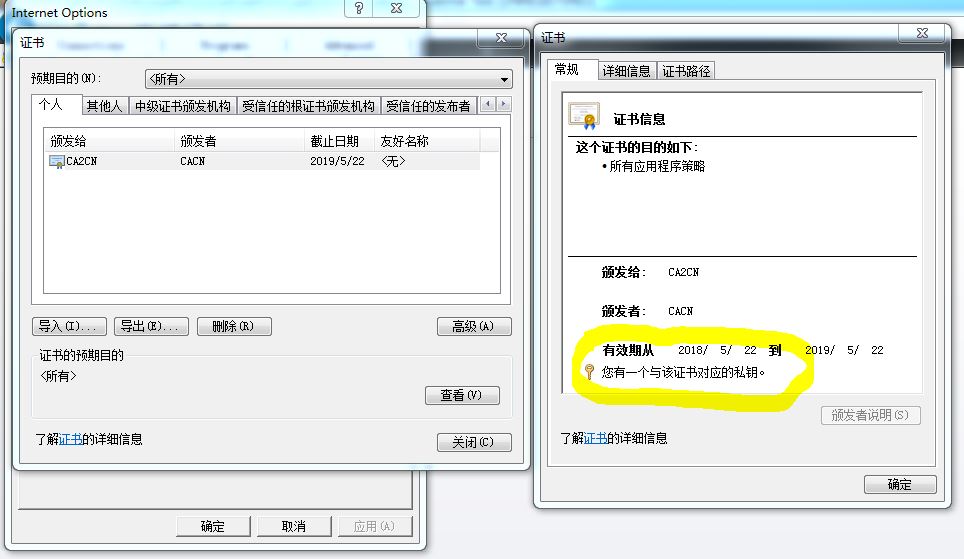 Internet Options
证书
预期目的(N):
<所有>
个人
其他人
中级证书颁发机构
受信任的根证书颁发机构
受信任的发布者
颁发给
颁发者
截止日期
友好名称
CA2CN
CACN
2019/5/22
<无>
导入(I)...
导出(E)...
删除(R)
高级(A)
证书的预期目的
<所有>
查看(V)
了解证书的详细信息
关闭(C)
确定
取消
应用(A)
证书
常规
详细信息
证书路径
证书信息
这个证书的目的如下:
•所有应用程序策略
颁发给: CA2CN
颁发者: CACN
有效期从 2018/ 5/ 22 到 2019/ 5/ 22
您有一个与该证书对应的私钥。
颁发者说明(S)
了解证书的详细信息
确定